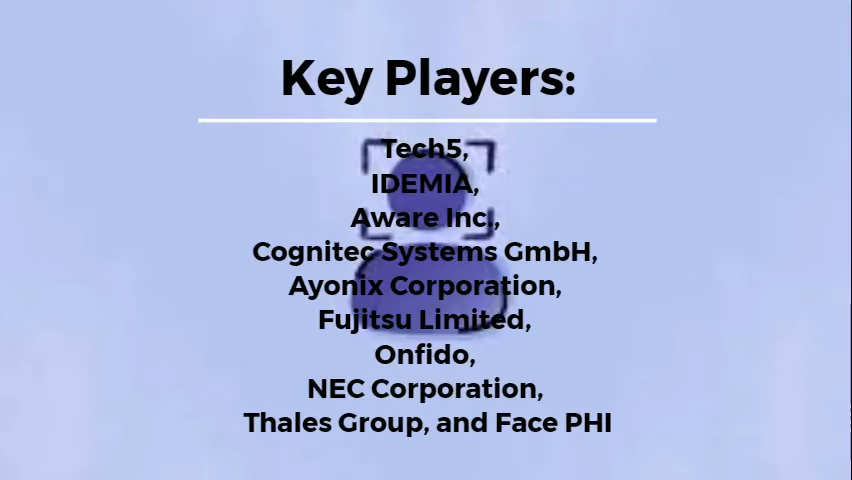 Key Players:
Tech5,
IDEMIA,
Aware Inc.,
Cognitec Systems GmbH,
Ayonix Corporation,
Fujitsu Limited,
Onfido,
NEC Corporation,
Thales Group, and Face PHI